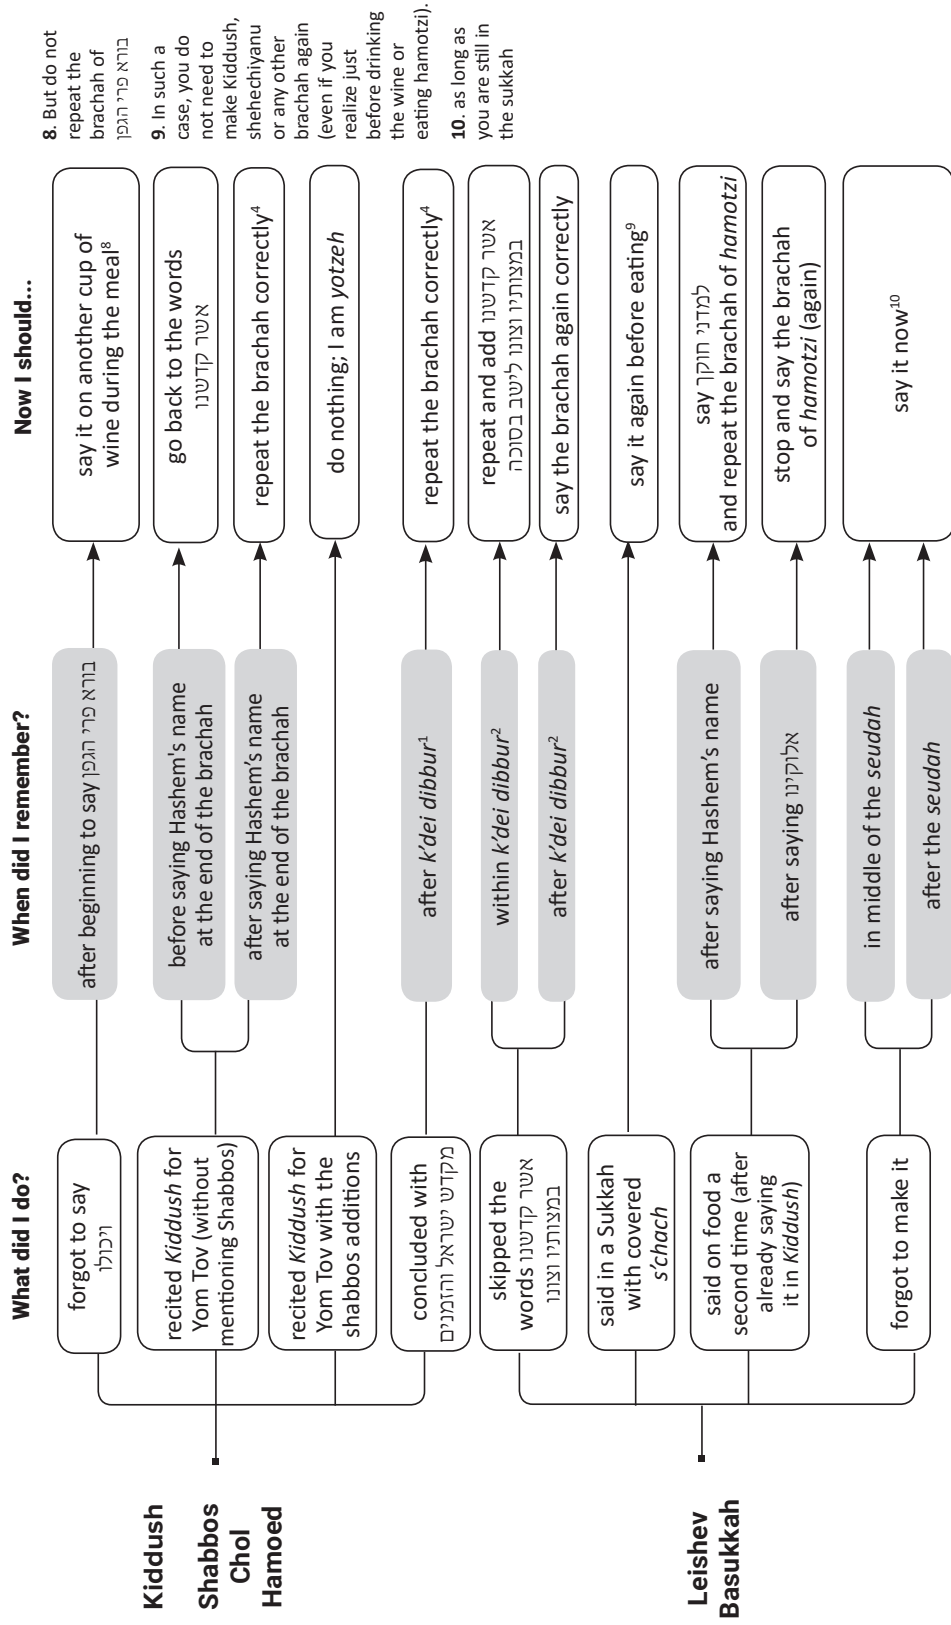 What did I do?
When did I remember?
Now I should...
Kiddush
Shabbos
Chol
Hamoed
forgot to say
ויכולו
after beginning to say בורא פרי הגפן
say it on another cup of
wine during the meal8
recited Kiddush for
Yom Tov (without
mentioning Shabbos)
before saying Hashem's name
at the end of the brachah
go back to the words
אשר קדשנו
after saying Hashem's name
at the end of the brachah
repeat the brachah correctly4
recited Kiddush for
Yom Tov with the
shabbos additions
do nothing; I am yotzeh
concluded with
מקדש ישראל והזמנים
after k'dei dibbur1
repeat the brachah correctly4
Leishev
Basukkah
skipped the
words אשר קדשנו
במצותיו וצונו
within k'dei dibbur2
repeat and add אשר קדשנו
במצותיו וצונו לישב בסוכה
after k'dei dibbur2
say the brachah again correctly
said in a Sukkah
with covered
s'chach
say it again before eating9
said on food a
second time (after
already saying
it in Kiddush)
after saying Hashem's name
say למדני חוקך
and repeat the brachah of hamotzi
after saying אלוקינו
stop and say the brachah
of hamotzi (again)
forgot to make it
in middle of the seudah
after the seudah
say it now10
8. But do not
repeat the
brachah of
בורא פרי הגפן
9. In such a
case, you do
not need to
make Kiddush,
shehechiyanu
or any other
brachah again
(even if you
realize just
before drinking
the wine or
eating hamotzi).
10. as long as
you are still in
the sukkah